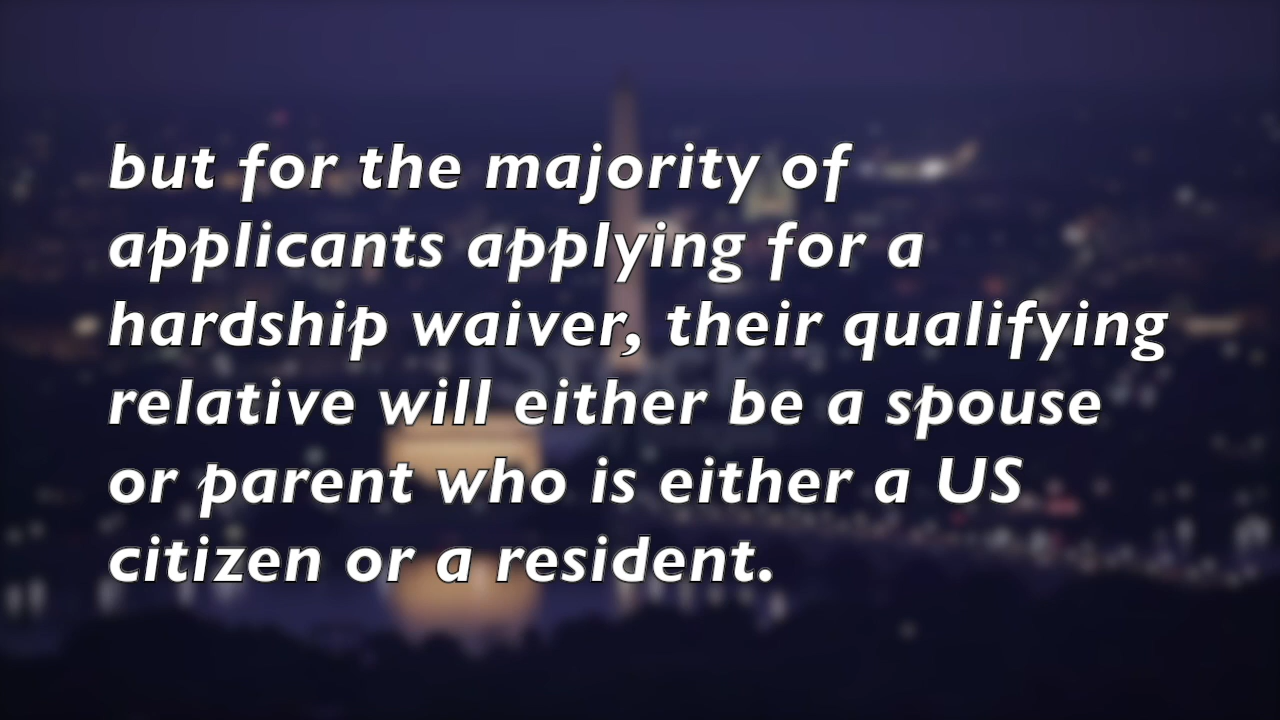 but for the majority of
applicants applying for a
hardship waiver, their qualifying
relative will either be a spouse
or parent who is either a US
citizen or a resident.